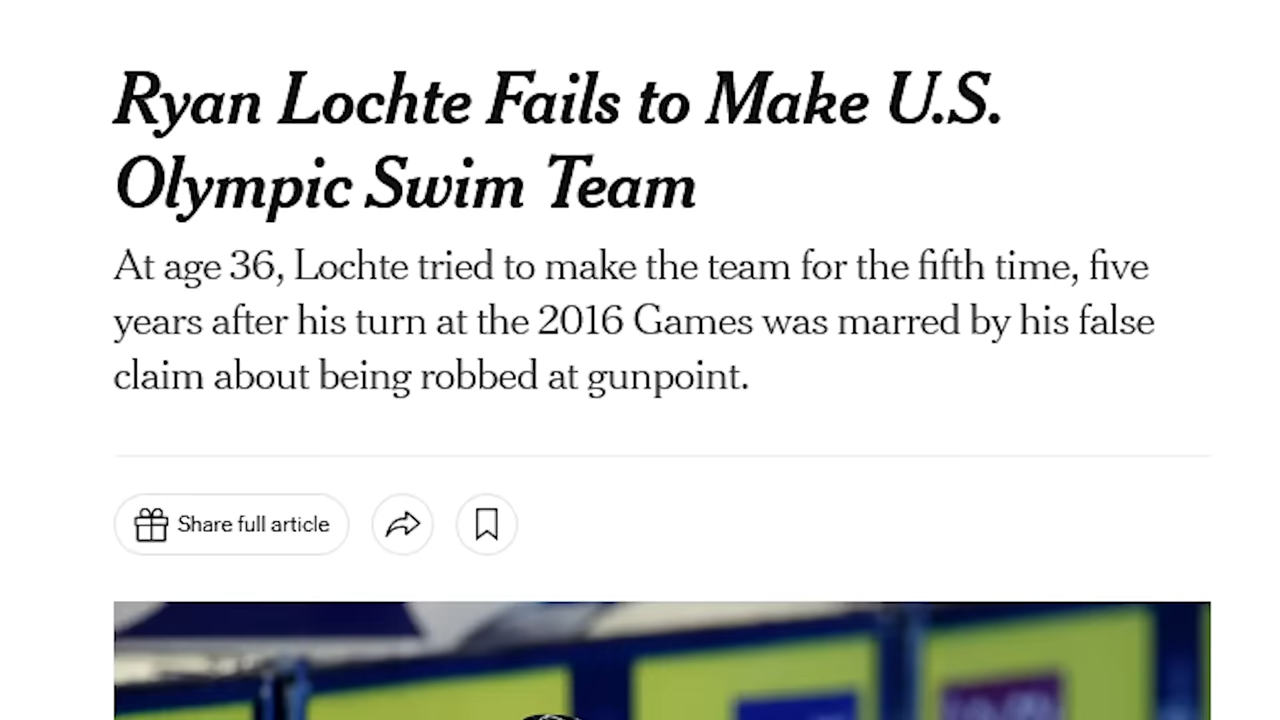 Ryan Lochte Fails to Make U.S.
Olympic Swim Team
At age 36, Lochte tried to make the team for the fifth time, five
years after his turn at the 2016 Games was marred by his false
claim about being robbed at gunpoint.
Share full article